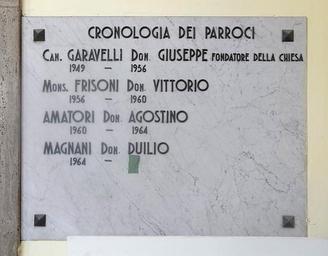 CRONOLOGIA DEI PARROCI
CAN. GARAVELLI DON. GIUSEPPE FONDATORE DELLA CHIESA
1949 — 1956
MONS. FRISONI DON. VITTORIO
1956 — 1960
AMATORI DON. AGOSTINO
1960 — 1964
MAGNANI DON. DUILIO
1964 —